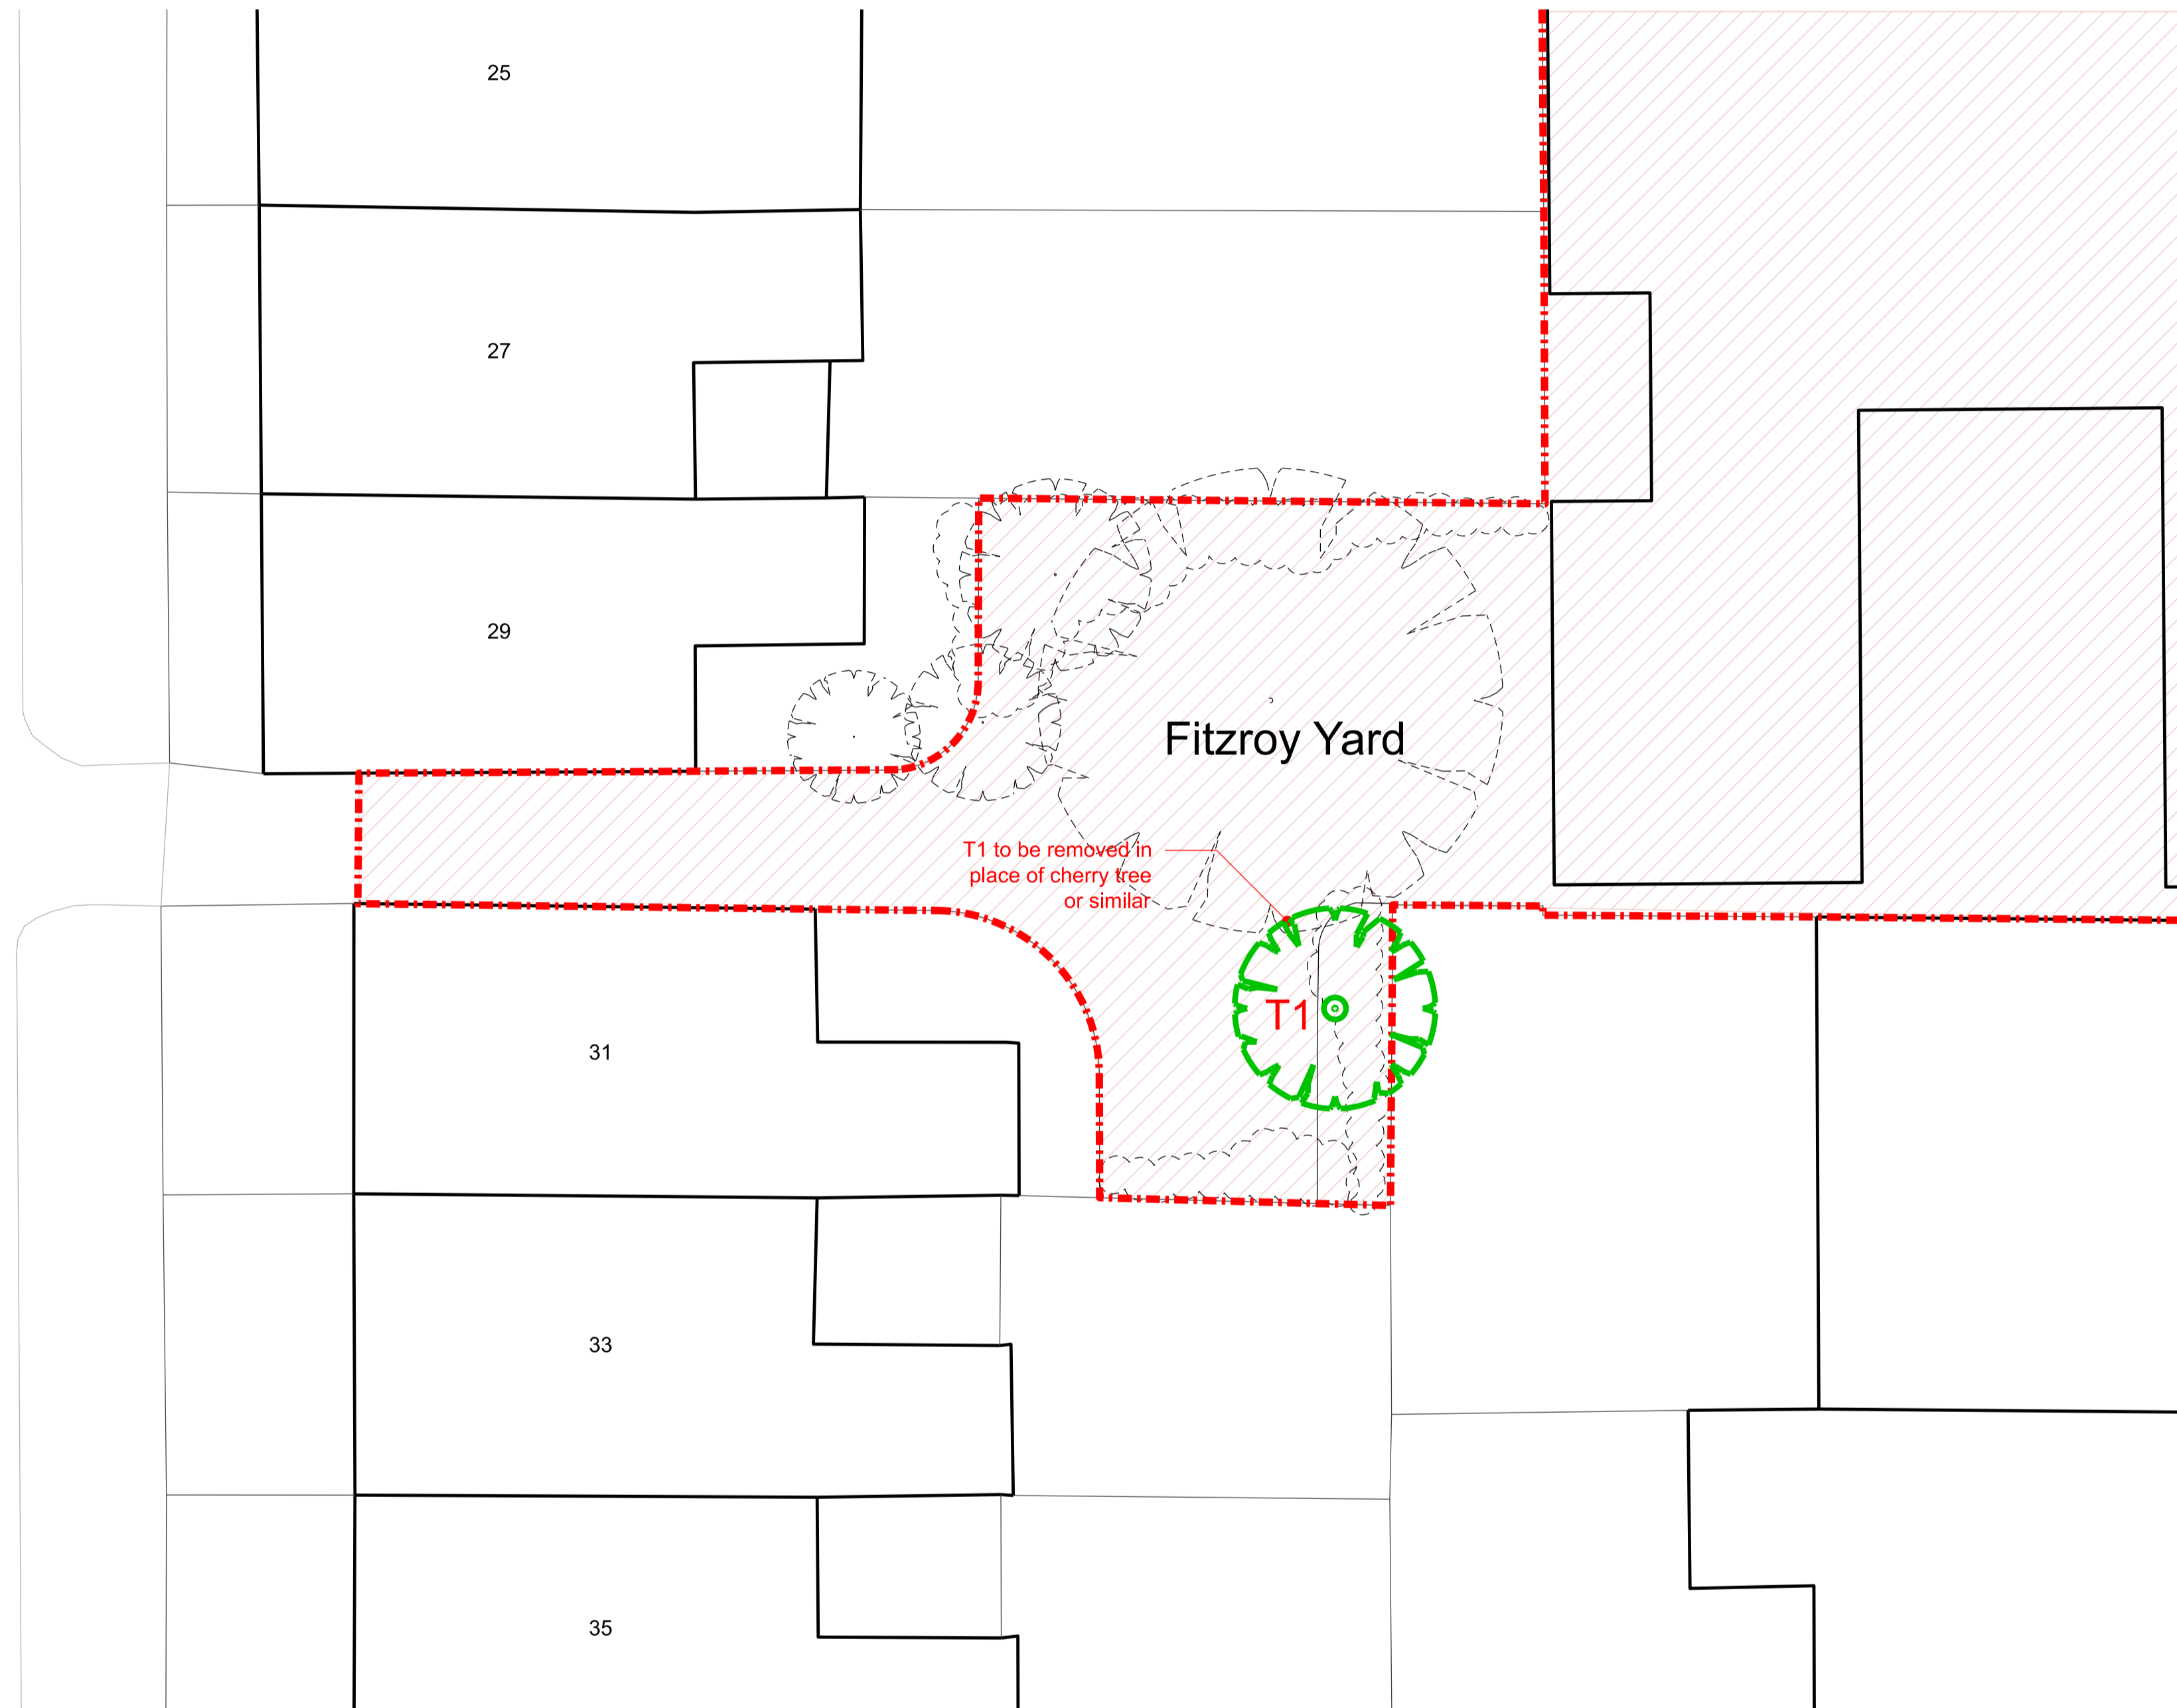 25
27
29
Fitzroy Yard
T1 to be removed in
place of cherry tree
or similar
T1
31
33
35